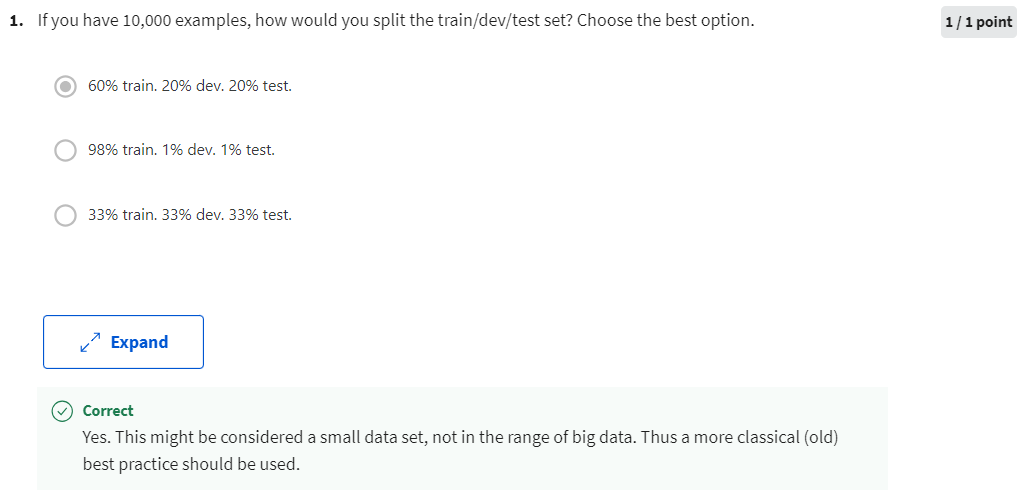 1. If you have 10,000 examples, how would you split the train/dev/test set? Choose the best option.
1 / 1 point
60% train. 20% dev. 20% test.
98% train. 1% dev. 1% test.
33% train. 33% dev. 33% test.
Expand
Correct
Yes. This might be considered a small data set, not in the range of big data. Thus a more classical (old)
best practice should be used.